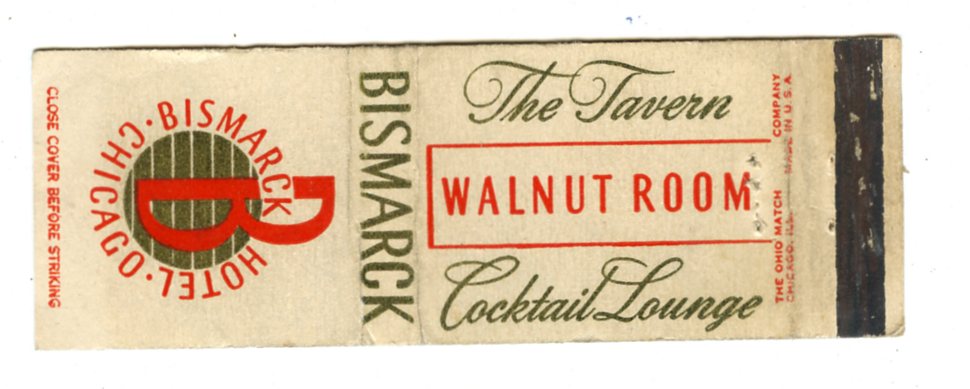 CLOSE COVER BEFORE STRIKING
BISMARCK
HOTEL · CHICAGO ·
B
BISMARCK
The Tavern
WALNUT ROOM
Cocktail Lounge
THE OHIO MATCH COMPANY
CHICAGO, ILL. MADE IN U.S.A.